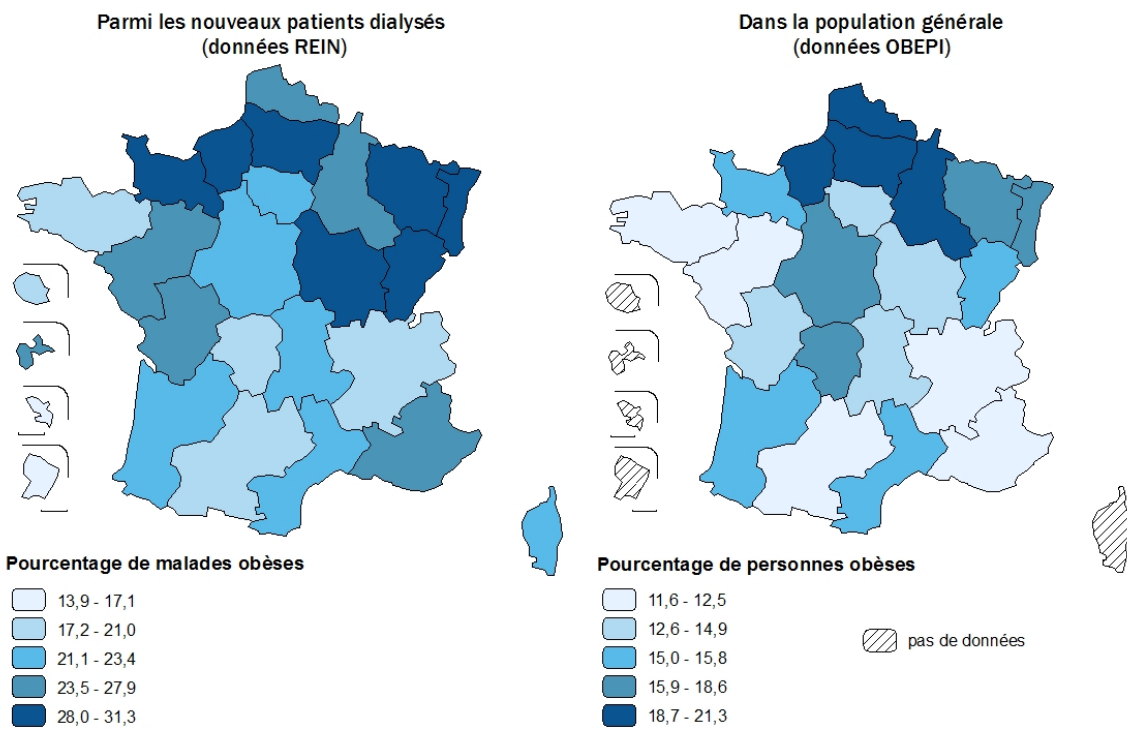 Parmi les nouveaux patients dialysés
(données REIN)
Dans la population générale
(données OBEPI)
Pourcentage de malades obèses
13,9 - 17,1
17,2 - 21,0
21,1 - 23,4
23,5 - 27,9
28,0 - 31,3
Pourcentage de personnes obèses
11,6 - 12,5
12,6 - 14,9
15,0 - 15,8
15,9 - 18,6
18,7 - 21,3
pas de données